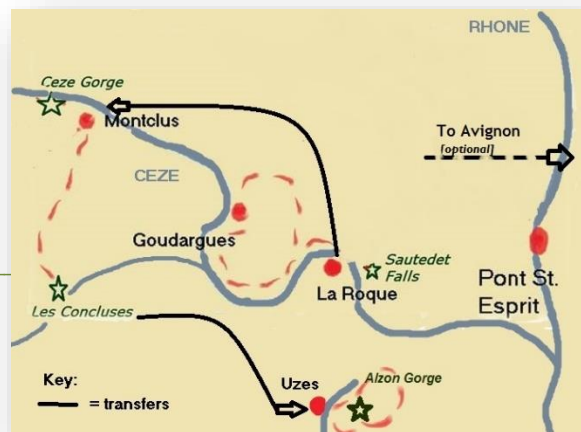 RHONE
Ceze Gorge
Montclus
To Avignon
[optional]
CEZE
Goudargues
Sautedet
Falls
La Roque
Pont St.
Esprit
Les Concluses
Key:
= transfers
Uzes
Alzon Gorge